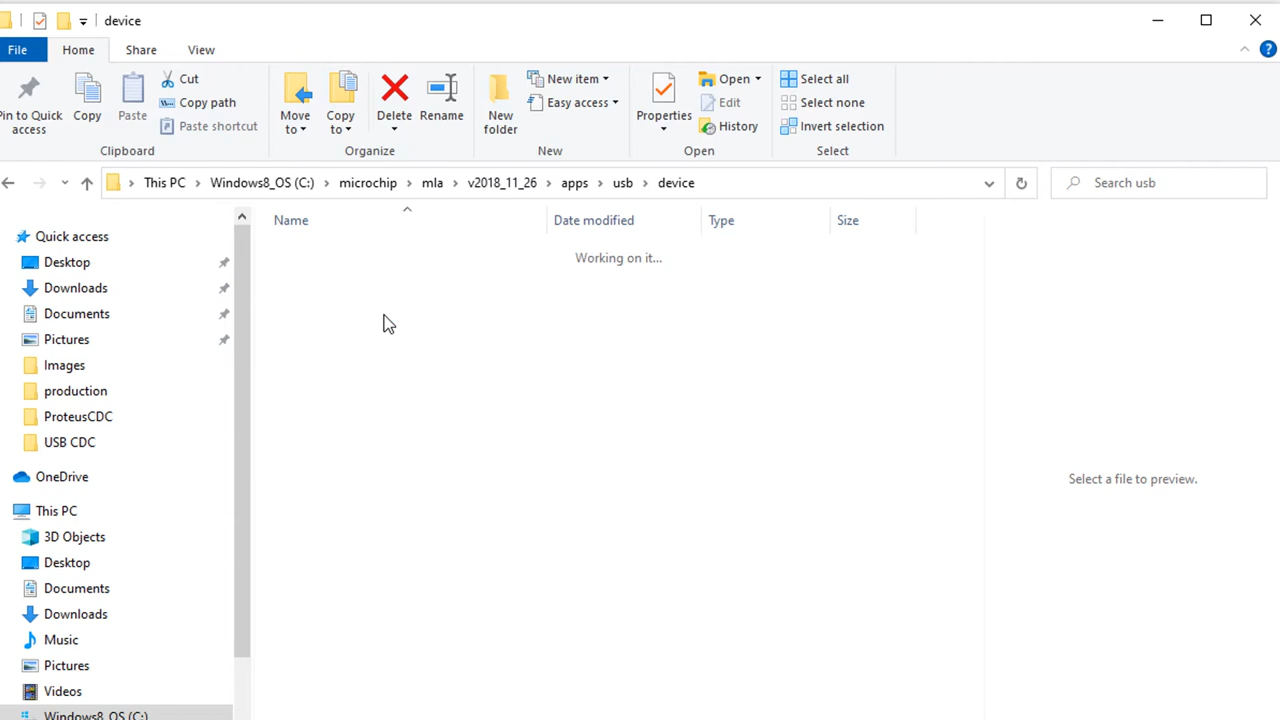 device
File Home Share View
Pin to Quick access
Copy
Paste
Cut
Copy path
Paste shortcut
Clipboard
Move to
Copy to
Delete
Rename
Organize
New folder
New item
Easy access
New
Properties
Open
Edit
History
Open
Select all
Select none
Invert selection
Select
This PC Windows8_OS (C:) microchip mla v2018_11_26 apps usb device
Search usb
Name Date modified Type Size
Working on it...
Select a file to preview.
Quick access
Desktop
Downloads
Documents
Pictures
Images
production
ProteusCDC
USB CDC
OneDrive
This PC
3D Objects
Desktop
Documents
Downloads
Music
Pictures
Videos
Windows8_OS (C:)